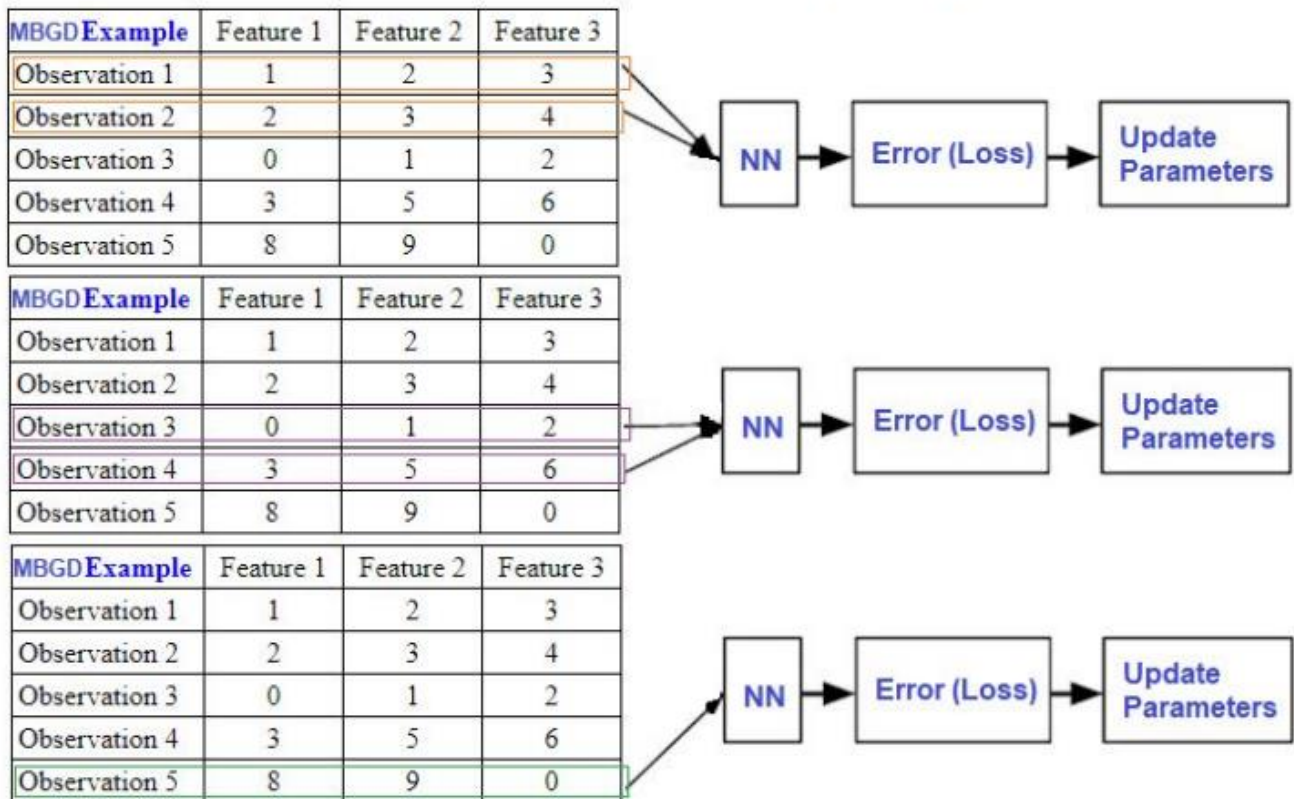 MBGD Example Feature 1 Feature 2 Feature 3
Observation 1 1 2 3
Observation 2 2 3 4
Observation 3 0 1 2
Observation 4 3 5 6
Observation 5 8 9 0
NN
Error (Loss)
Update
Parameters
MBGD Example Feature 1 Feature 2 Feature 3
Observation 1 1 2 3
Observation 2 2 3 4
Observation 3 0 1 2
Observation 4 3 5 6
Observation 5 8 9 0
NN
Error (Loss)
Update
Parameters
MBGD Example Feature 1 Feature 2 Feature 3
Observation 1 1 2 3
Observation 2 2 3 4
Observation 3 0 1 2
Observation 4 3 5 6
Observation 5 8 9 0
NN
Error (Loss)
Update
Parameters